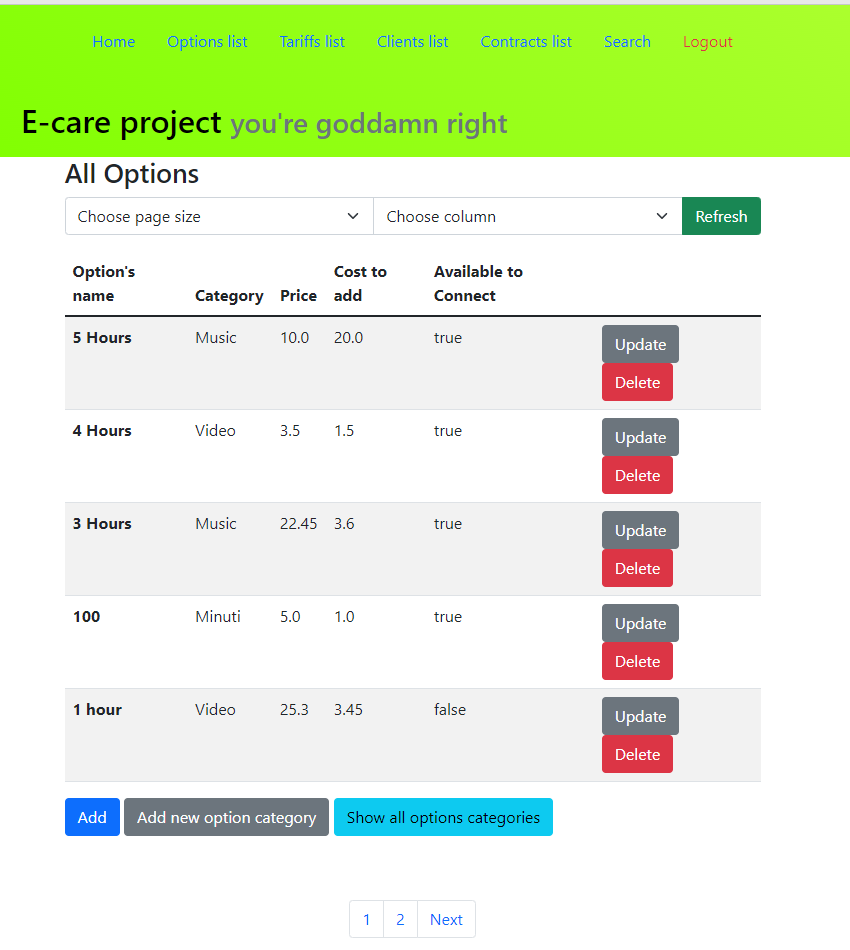 Home Options list Tariffs list Clients list Contracts list Search Logout
E-care project you're goddamn right
All Options
Choose page size Choose column Refresh
Option's name Category Price Cost to add Available to Connect
5 Hours Music 10.0 20.0 true Update
Delete
4 Hours Video 3.5 1.5 true Update
Delete
3 Hours Music 22.45 3.6 true Update
Delete
100 Minuti 5.0 1.0 true Update
Delete
1 hour Video 25.3 3.45 false Update
Delete
Add Add new option category Show all options categories
1 2 Next